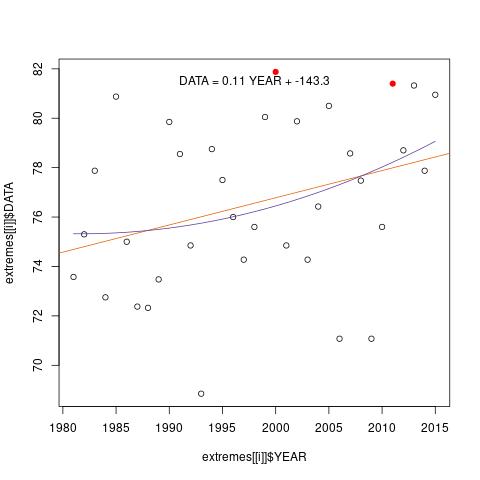 DATA = 0.11 YEAR + -143.3
82
80
78
76
74
72
70
extremes[[i]]$DATA
1980 1985 1990 1995 2000 2005 2010 2015
extremes[[i]]$YEAR